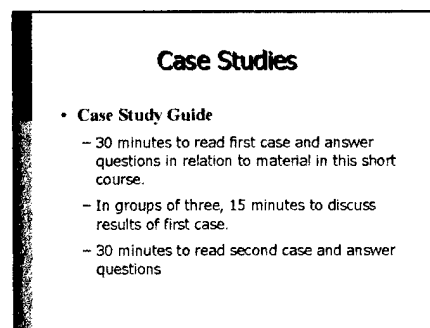 Case Studies
• Case Study Guide
– 30 minutes to read first case and answer
questions in relation to material in this short
course.
– In groups of three, 15 minutes to discuss
results of first case.
– 30 minutes to read second case and answer
questions